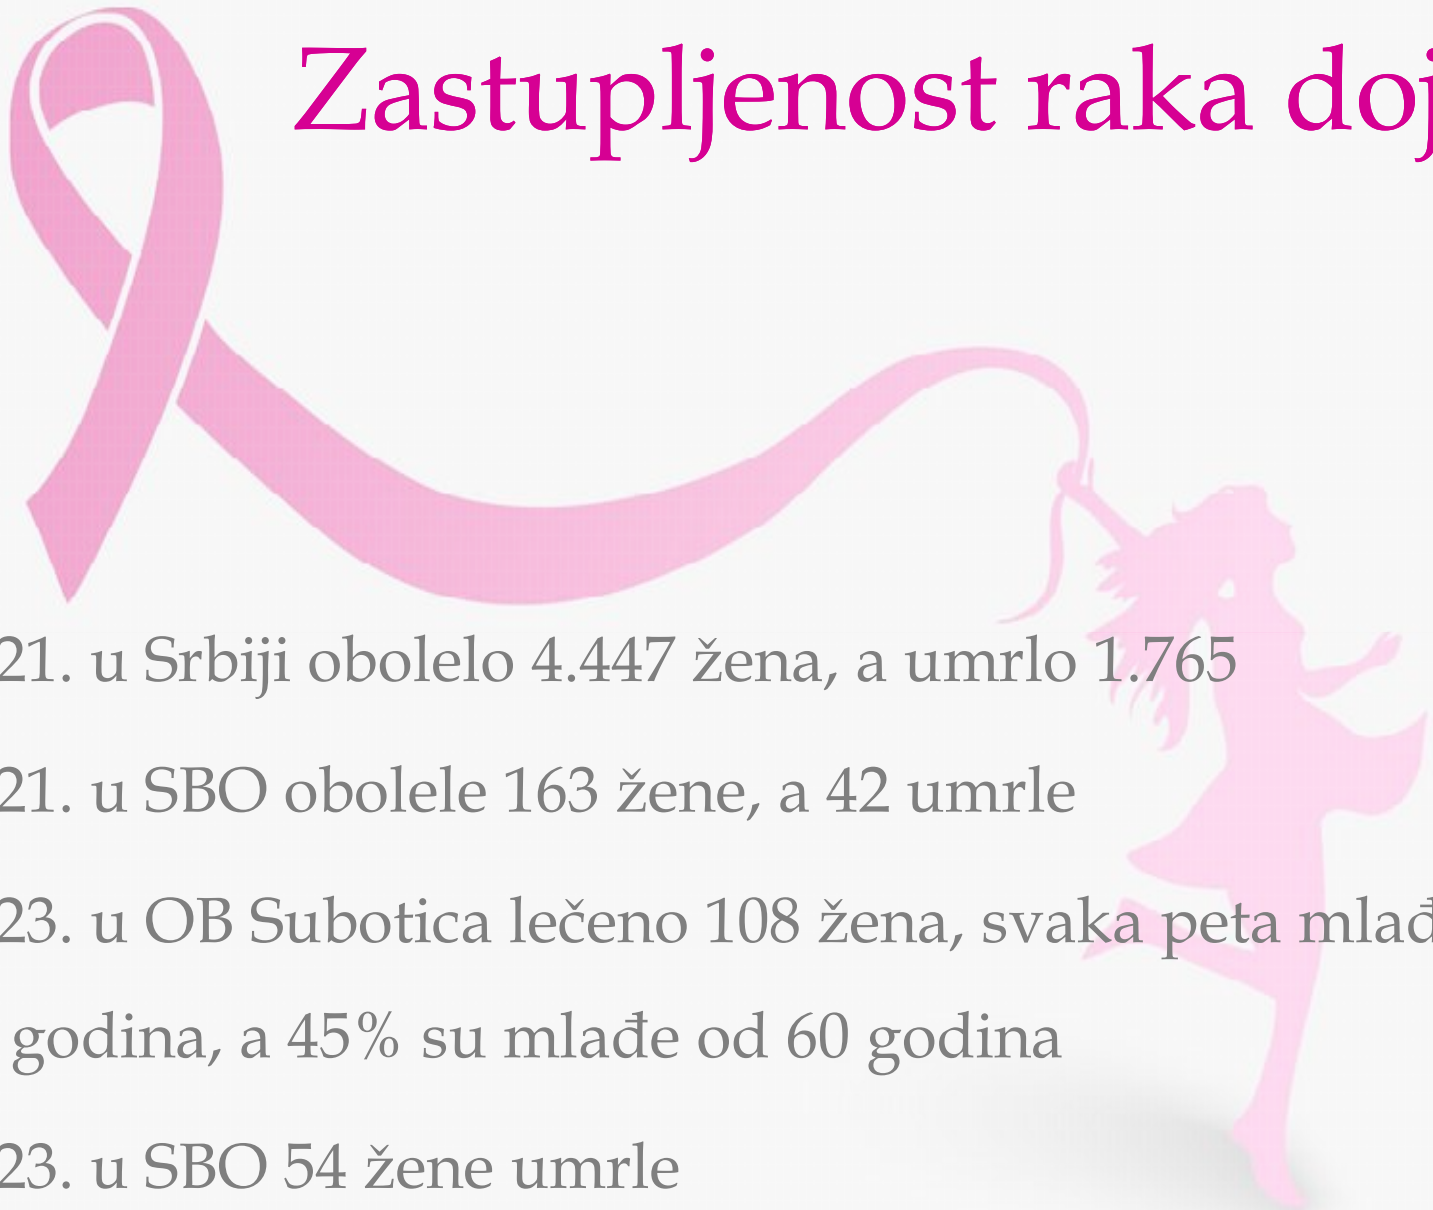 Zastupljenost raka doj
21. u Srbiji obolelo 4.447 žena, a umrlo 1.765
21. u SBO obolele 163 žene, a 42 umrle
23. u OB Subotica lečeno 108 žena, svaka peta mlađ
godina, a 45% su mlađe od 60 godina
23. u SBO 54 žene umrle